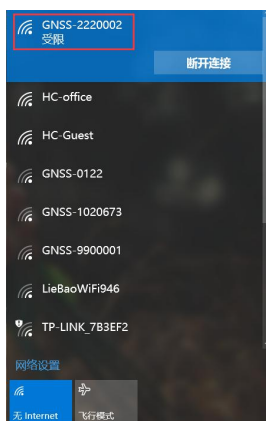 GNSS-2220002
受限
断开连接
HC-office
HC-Guest
GNSS-0122
GNSS-1020673
GNSS-9900001
LieBaoWiFi946
TP-LINK_7B3EF2
网络设置
无 Internet
飞行模式